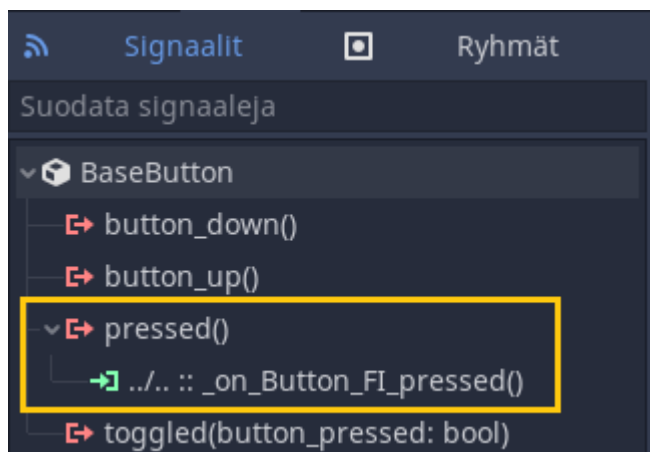 Signaalit Ryhmät
Suodata signaaleja
BaseButton
button_down()
button_up()
pressed()
../.. :: _on_Button_FI_pressed()
toggled(button_pressed: bool)